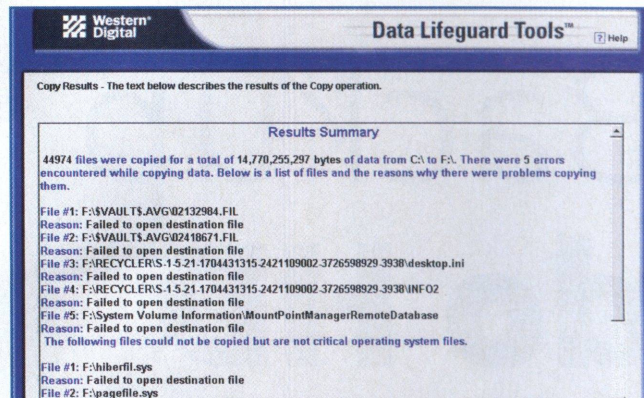 Western
Digital
Data Lifeguard Tools™
? Help
Copy Results - The text below describes the results of the Copy operation.
Results Summary
44974 files were copied for a total of 14,770,255,297 bytes of data from C:\ to F:\. There were 5 errors
encountered while copying data. Below is a list of files and the reasons why there were problems copying
them.
File #1: F:\$VAULT$.AVG\02132984.FIL
Reason: Failed to open destination file
File #2: F:\$VAULT$.AVG\02418671.FIL
Reason: Failed to open destination file
File #3: F:\RECYCLER\S-1-5-21-1704431315-2421109002-3726598929-3938\desktop.ini
Reason: Failed to open destination file
File #4: F:\RECYCLER\S-1-5-21-1704431315-2421109002-3726598929-3938\INFO2
Reason: Failed to open destination file
File #5: F:\System Volume Information\MountPointManagerRemoteDatabase
Reason: Failed to open destination file
The following files could not be copied but are not critical operating system files.
File #1: F:\hiberfil.sys
Reason: Failed to open destination file
File #2: F:\pagefile.sys